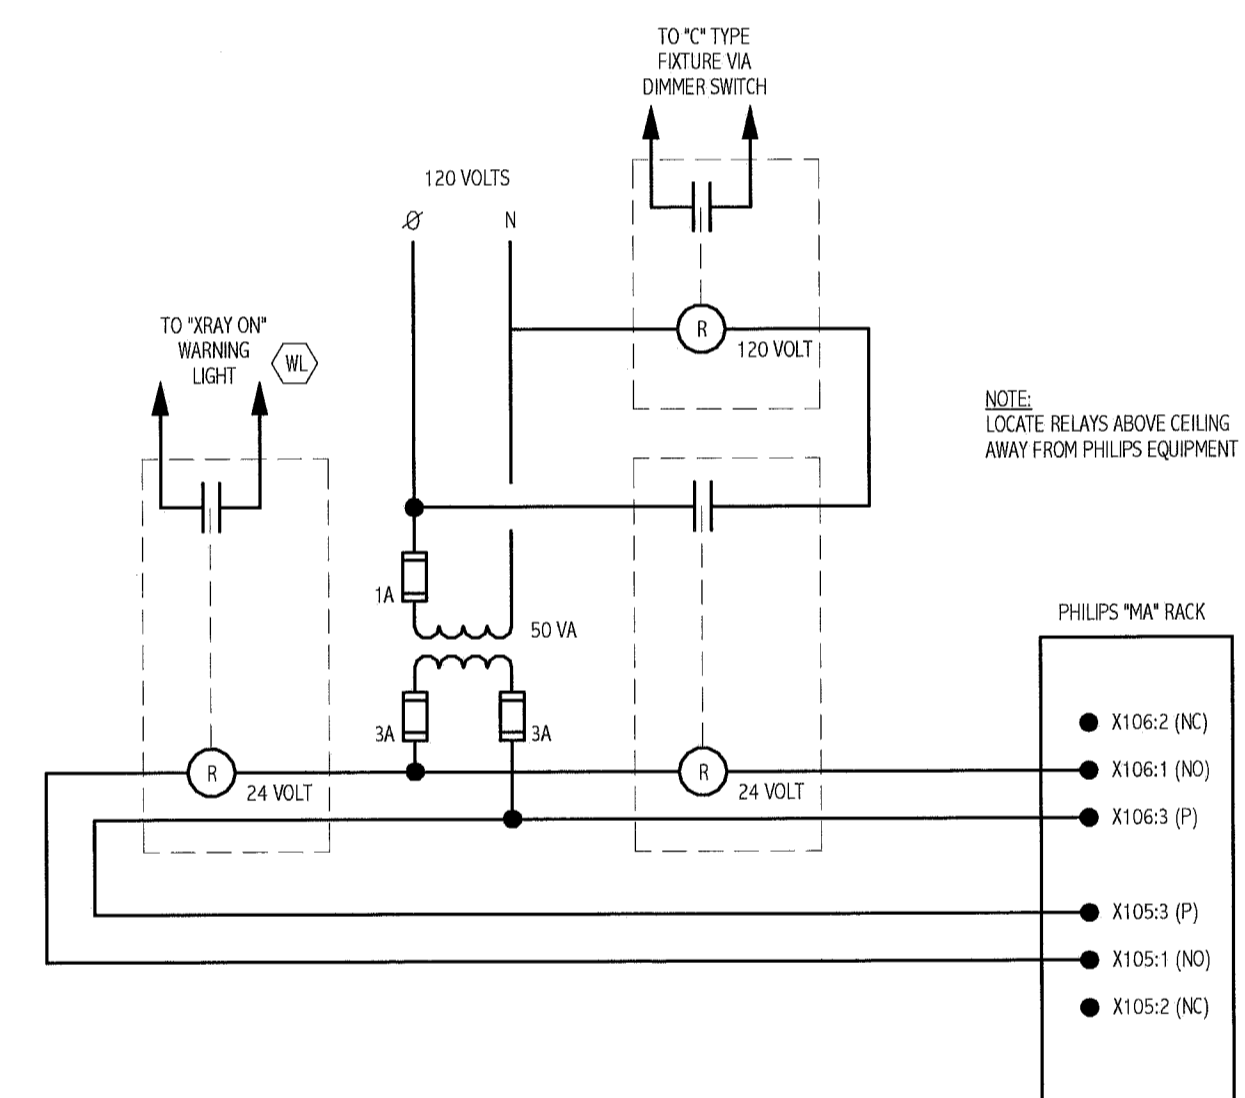 TO "C" TYPE
FIXTURE VIA
DIMMER SWITCH
120 VOLTS
Ø
N
TO "XRAY ON"
WARNING
LIGHT
WL
R
120 VOLT
NOTE:
LOCATE RELAYS ABOVE CEILING
AWAY FROM PHILIPS EQUIPMENT
1A
50 VA
PHILIPS "MA" RACK
3A
3A
X106:2 (NC)
R
24 VOLT
R
24 VOLT
X106:1 (NO)
X106:3 (P)
X105:3 (P)
X105:1 (NO)
X105:2 (NC)